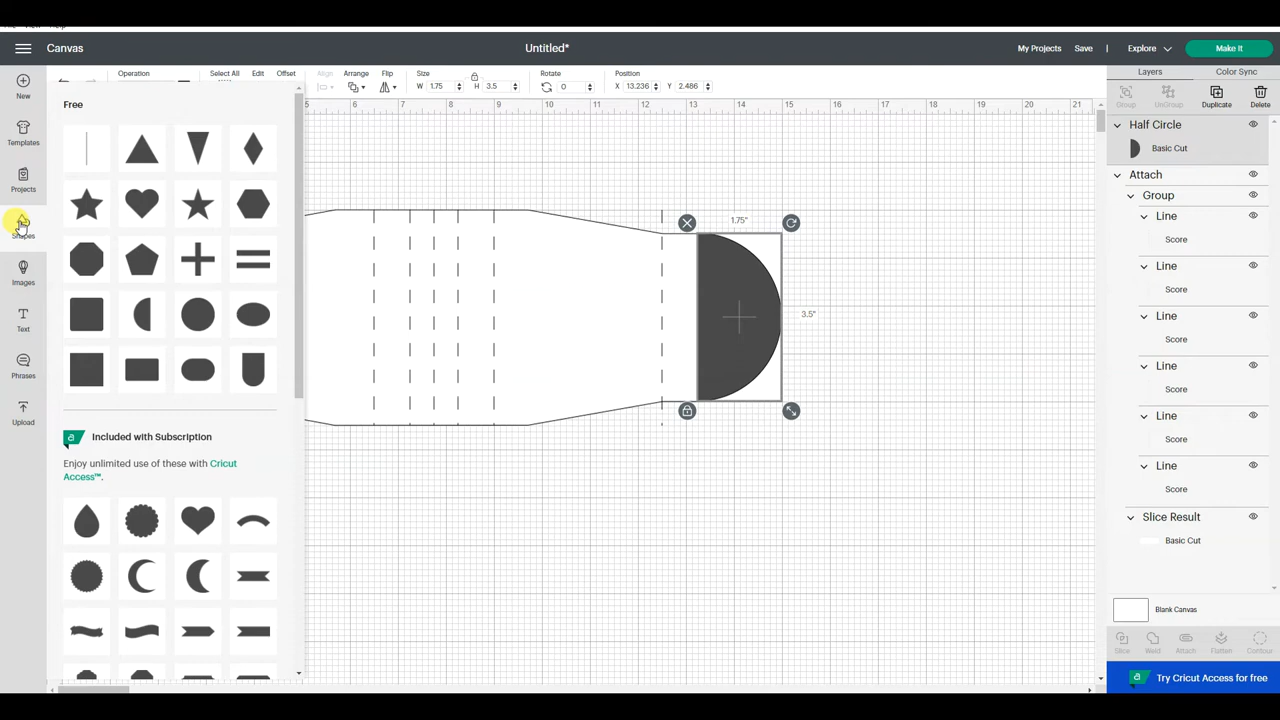 Canvas
Untitled*
My Projects
Save
|
Explore
Make It
New
Templates
Projects
Shapes
Images
Text
Phrases
Upload
Operation
Select All
Edit
Offset
Align
Arrange
Flip
Size
W 1.75
H 3.5
Rotate
0
Position
X 13.236
Y 2.486
Free
Included with Subscription
Enjoy unlimited use of these with Cricut
Access™.
5 6 7 8 9 10 11 12 13 14 15 16 17 18 19 20 21
1.75"
3.5"
Layers
Color Sync
Group
UnGroup
Duplicate
Delete
Half Circle
Basic Cut
Attach
Group
Line
Score
Line
Score
Line
Score
Line
Score
Line
Score
Line
Score
Slice Result
Basic Cut
Blank Canvas
Slice
Weld
Attach
Flatten
Contour
a Try Cricut Access for free